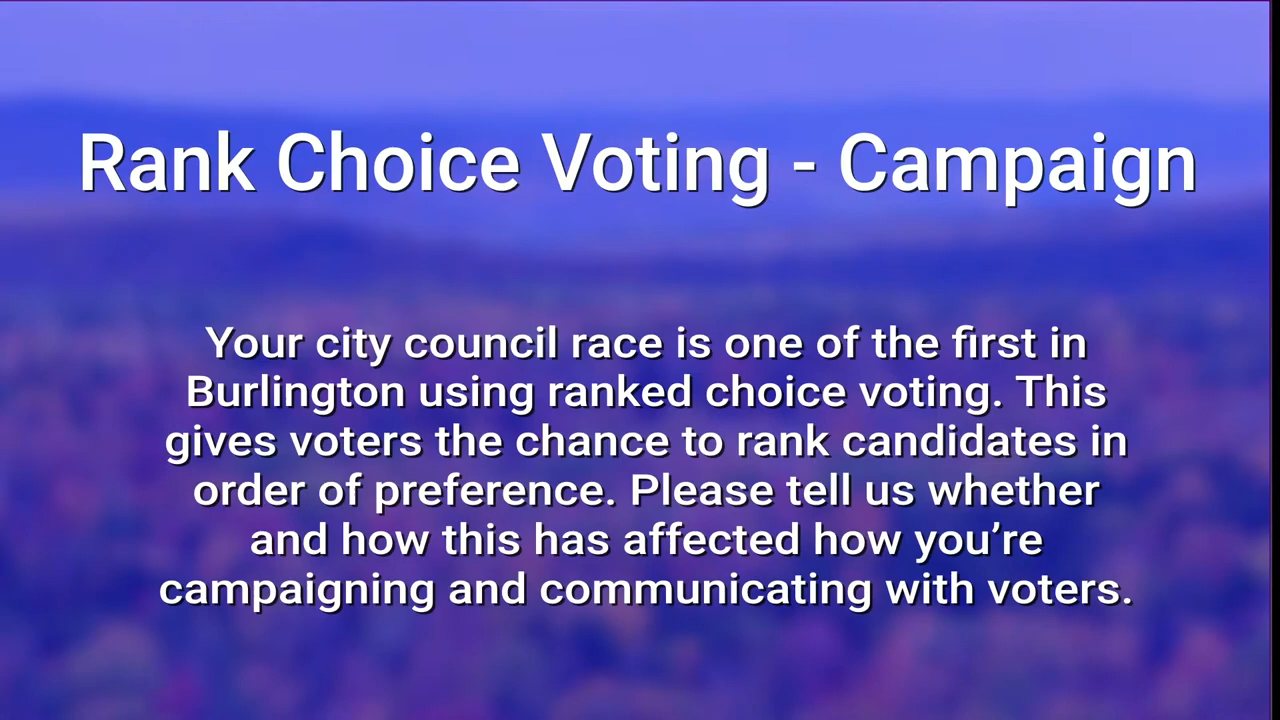 Rank Choice Voting - Campaign
Your city council race is one of the first in
Burlington using ranked choice voting. This
gives voters the chance to rank candidates in
order of preference. Please tell us whether
and how this has affected how you’re
campaigning and communicating with voters.